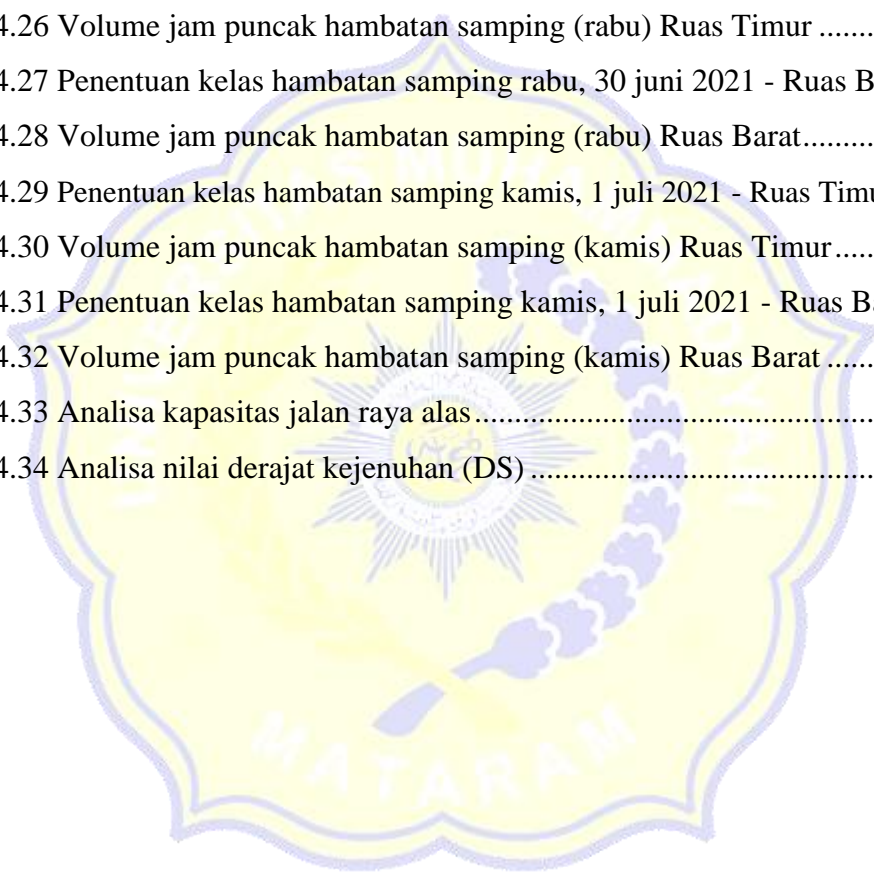 4.26 Volume jam puncak hambatan samping (rabu) Ruas Timur ........
4.27 Penentuan kelas hambatan samping rabu, 30 juni 2021 - Ruas B
4.28 Volume jam puncak hambatan samping (rabu) Ruas Barat.........
4.29 Penentuan kelas hambatan samping kamis, 1 juli 2021 - Ruas Timu
4.30 Volume jam puncak hambatan samping (kamis) Ruas Timur......
4.31 Penentuan kelas hambatan samping kamis, 1 juli 2021 - Ruas Ba
4.32 Volume jam puncak hambatan samping (kamis) Ruas Barat ......
4.33 Analisa kapasitas jalan raya alas..................................................
4.34 Analisa nilai derajat kejenuhan (DS) ...........................................
UNIVERSITAS MUHAMMADIYAH
MATARAM